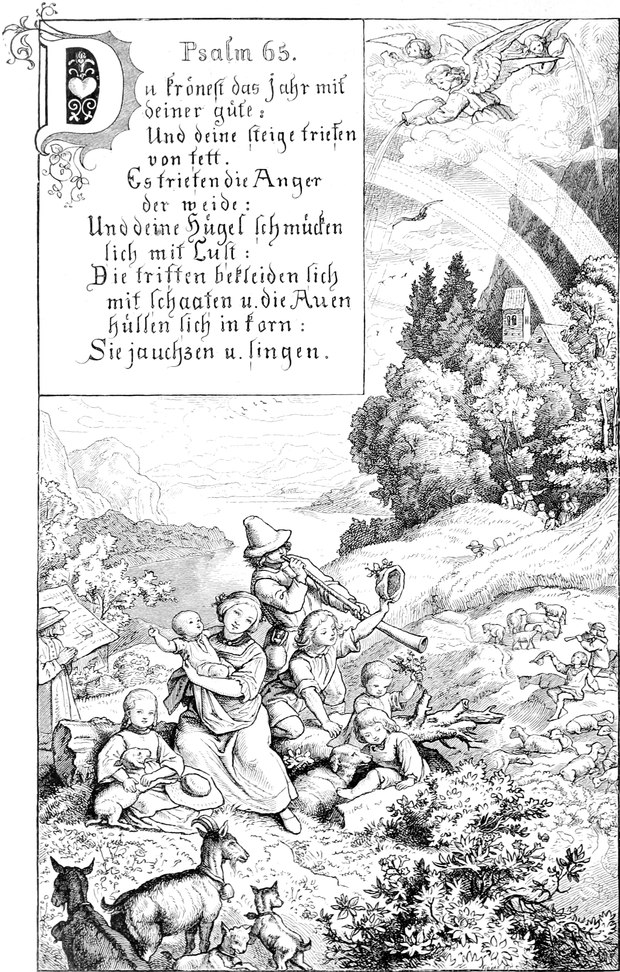 Psalm 65.
Du krönest das Jahr mit
deiner güte:
Und deine steige triefen
von fett.
Es triefen die Anger
der weide:
Und deine Hügel schmücken
sich mit Lust:
Die triften bekleiden sich
mit schaafen u. die Auen
hüllen sich in korn:
Sie jauchzen u. singen.